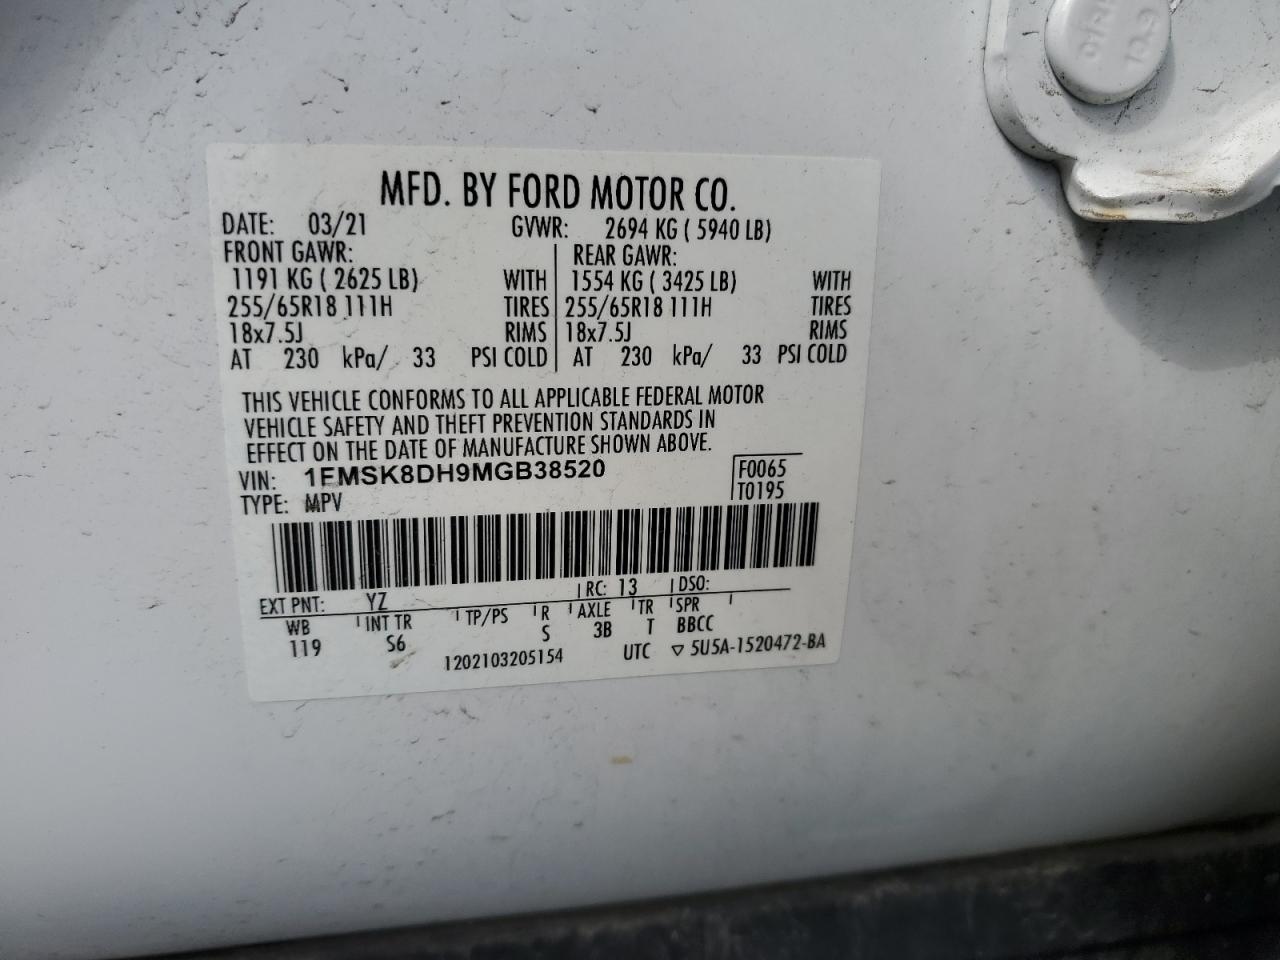 MFD. BY FORD MOTOR CO.
DATE: 03/21 GVWR: 2694 KG ( 5940 LB)
FRONT GAWR: REAR GAWR:
1191 KG ( 2625 LB) WITH 1554 KG ( 3425 LB) WITH
255/65R18 111H TIRES 255/65R18 111H TIRES
18x7.5J RIMS 18x7.5J RIMS
AT 230 kPa/ 33 PSI COLD AT 230 kPa/ 33 PSI COLD
THIS VEHICLE CONFORMS TO ALL APPLICABLE FEDERAL MOTOR
VEHICLE SAFETY AND THEFT PREVENTION STANDARDS IN
EFFECT ON THE DATE OF MANUFACTURE SHOWN ABOVE.
VIN: 1FMSK8DH9MGB38520 F0065
TYPE: MPV T0195
EXT PNT: YZ RC: 13 DSO:
WB INT TR TP/PS R AXLE TR SPR
119 S6 S 3B T BBCC
1202103205154 UTC ▽ 5U5A-1520472-BA